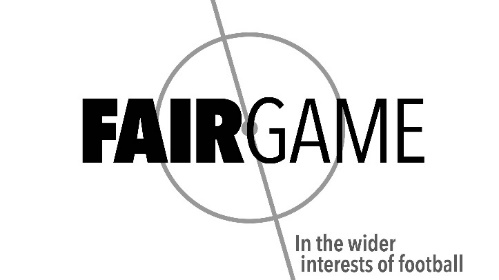 FAIRGAME
In the wider
interests of football